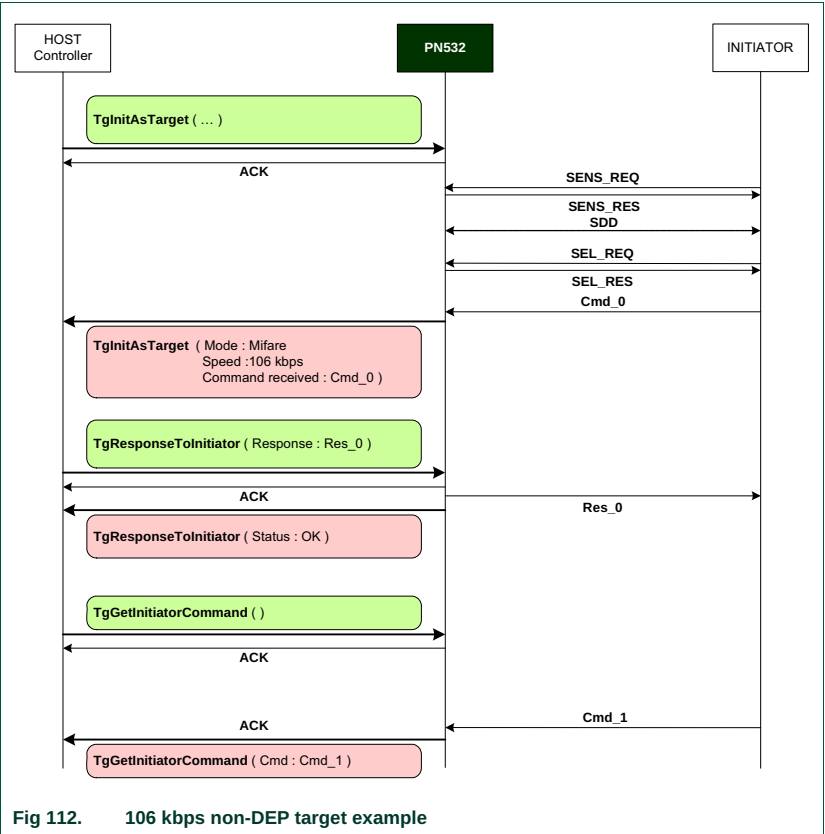 HOST
Controller
PN532
INITIATOR
TgInitAsTarget ( … )
ACK
SENS_REQ
SENS_RES
SDD
SEL_REQ
SEL_RES
Cmd_0
TgInitAsTarget ( Mode : Mifare
Speed :106 kbps
Command received : Cmd_0 )
TgResponseToInitiator ( Response : Res_0 )
ACK
Res_0
TgResponseToInitiator ( Status : OK )
TgGetInitiatorCommand ( )
ACK
Cmd_1
ACK
TgGetInitiatorCommand ( Cmd : Cmd_1 )
Fig 112. 106 kbps non-DEP target example